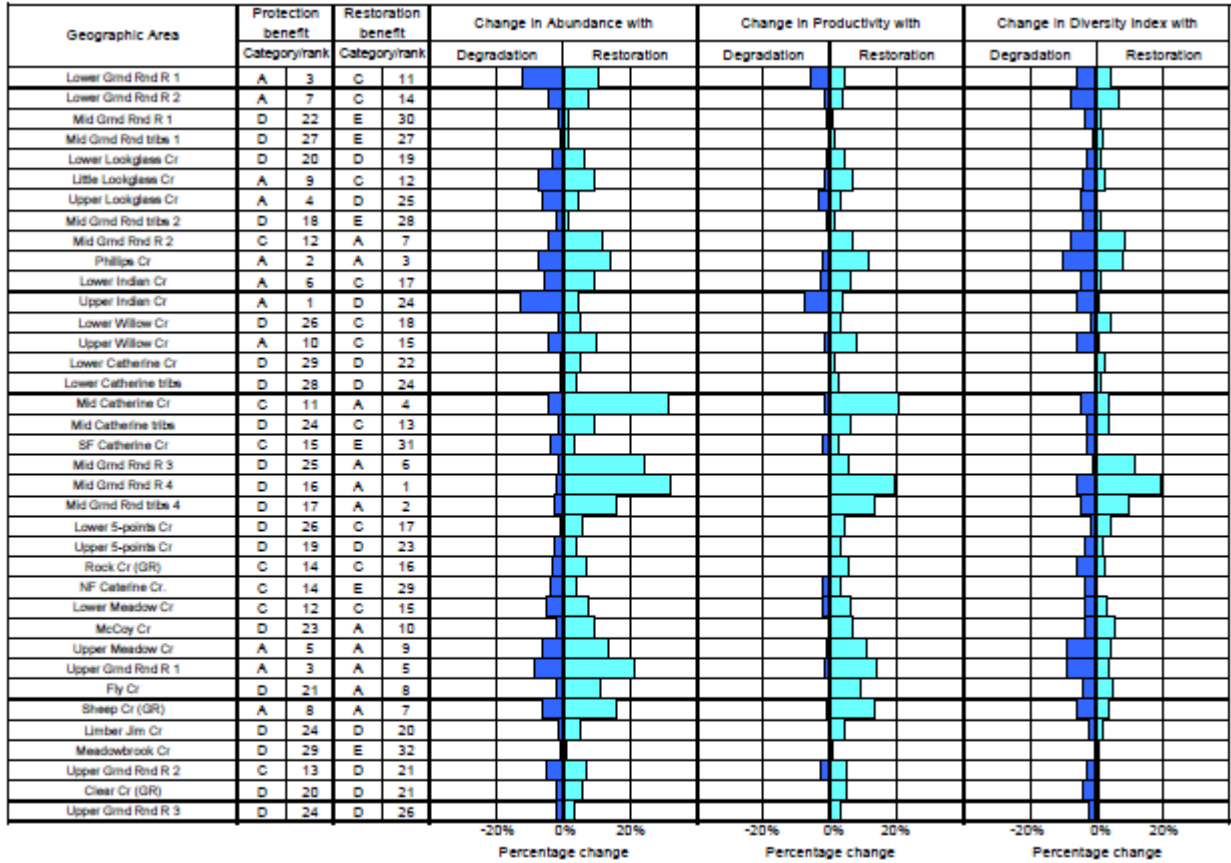 Geographic Area
Protection benefit
Restoration benefit
Change in Abundance with
Change in Productivity with
Change in Diversity Index with
Category/rank Category/rank Degradation Restoration Degradation Restoration Degradation Restoration
Lower Grnd Rnd R 1 A 3 C 11
Lower Grnd Rnd R 2 A 7 C 14
Mid Grnd Rnd R 1 D 22 E 30
Mid Grnd Rnd tribs 1 D 27 E 27
Lower Lookglass Cr D 20 D 19
Little Lookglass Cr A 9 C 12
Upper Lookglass Cr A 4 D 25
Mid Grnd Rnd tribs 2 D 18 E 28
Mid Grnd Rnd R 2 C 12 A 7
Phillips Cr A 2 A 3
Lower Indian Cr A 6 C 17
Upper Indian Cr A 1 D 24
Lower Willow Cr D 26 C 18
Upper Willow Cr A 10 C 15
Lower Catherine Cr D 29 D 22
Lower Catherine tribs D 28 D 24
Mid Catherine Cr C 11 A 4
Mid Catherine tribs D 24 C 13
SF Catherine Cr C 15 E 31
Mid Grnd Rnd R 3 D 25 A 6
Mid Grnd Rnd R 4 D 16 A 1
Mid Grnd Rnd tribs 4 D 17 A 2
Lower 5-points Cr D 26 C 17
Upper 5-points Cr D 19 D 23
Rock Cr (GR) C 14 C 16
NF Caterine Cr. C 14 E 29
Lower Meadow Cr C 12 C 15
McCoy Cr D 23 A 10
Upper Meadow Cr A 5 A 9
Upper Grnd Rnd R 1 A 3 A 5
Fly Cr D 21 A 8
Sheep Cr (GR) A 8 A 7
Limber Jim Cr D 24 D 20
Meadowbrook Cr D 29 E 32
Upper Grnd Rnd R 2 C 13 D 21
Clear Cr (GR) D 20 D 21
Upper Grnd Rnd R 3 D 24 D 26
-20% 0% 20% -20% 0% 20% -20% 0% 20%
Percentage change Percentage change Percentage change